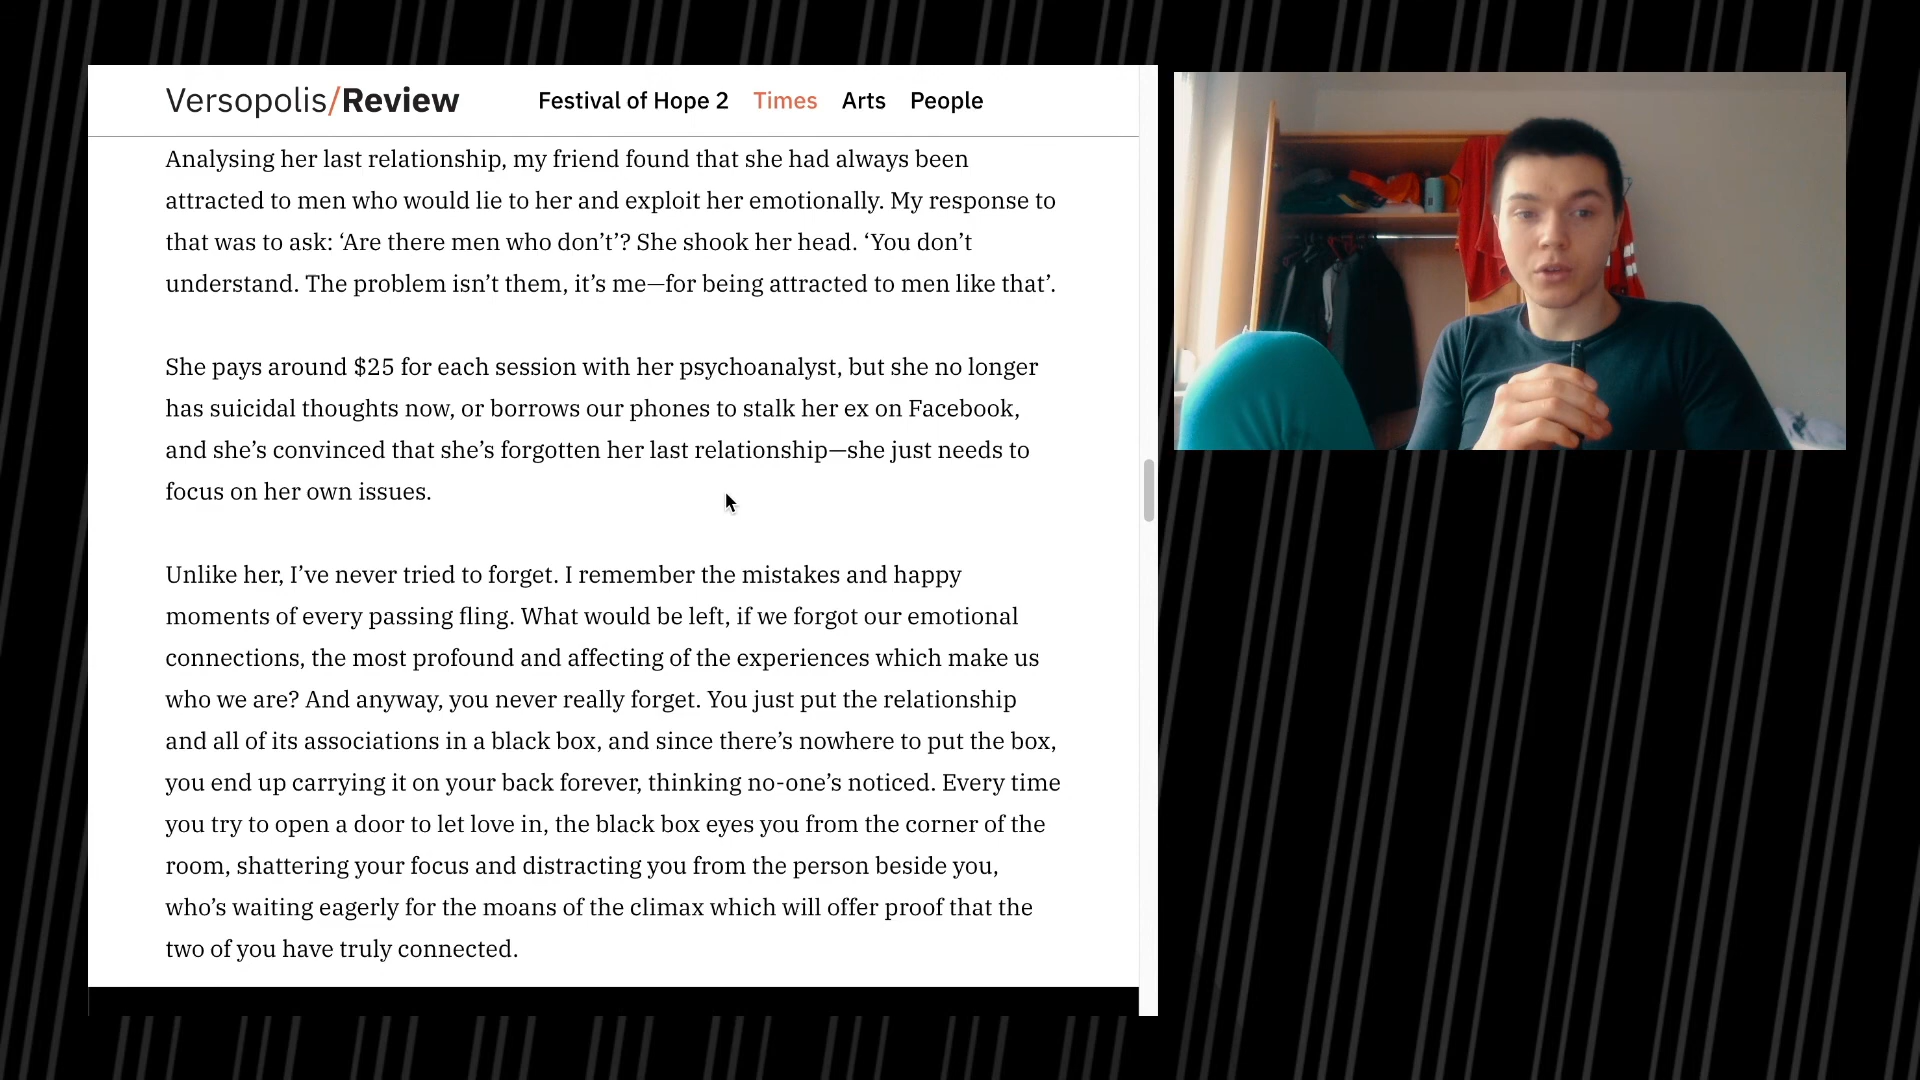 Versopolis/Review
Festival of Hope 2 Times Arts People
Analysing her last relationship, my friend found that she had always been
attracted to men who would lie to her and exploit her emotionally. My response to
that was to ask: ‘Are there men who don’t’? She shook her head. ‘You don’t
understand. The problem isn’t them, it’s me—for being attracted to men like that’.
She pays around $25 for each session with her psychoanalyst, but she no longer
has suicidal thoughts now, or borrows our phones to stalk her ex on Facebook,
and she’s convinced that she’s forgotten her last relationship—she just needs to
focus on her own issues.
Unlike her, I’ve never tried to forget. I remember the mistakes and happy
moments of every passing fling. What would be left, if we forgot our emotional
connections, the most profound and affecting of the experiences which make us
who we are? And anyway, you never really forget. You just put the relationship
and all of its associations in a black box, and since there’s nowhere to put the box,
you end up carrying it on your back forever, thinking no-one’s noticed. Every time
you try to open a door to let love in, the black box eyes you from the corner of the
room, shattering your focus and distracting you from the person beside you,
who’s waiting eagerly for the moans of the climax which will offer proof that the
two of you have truly connected.